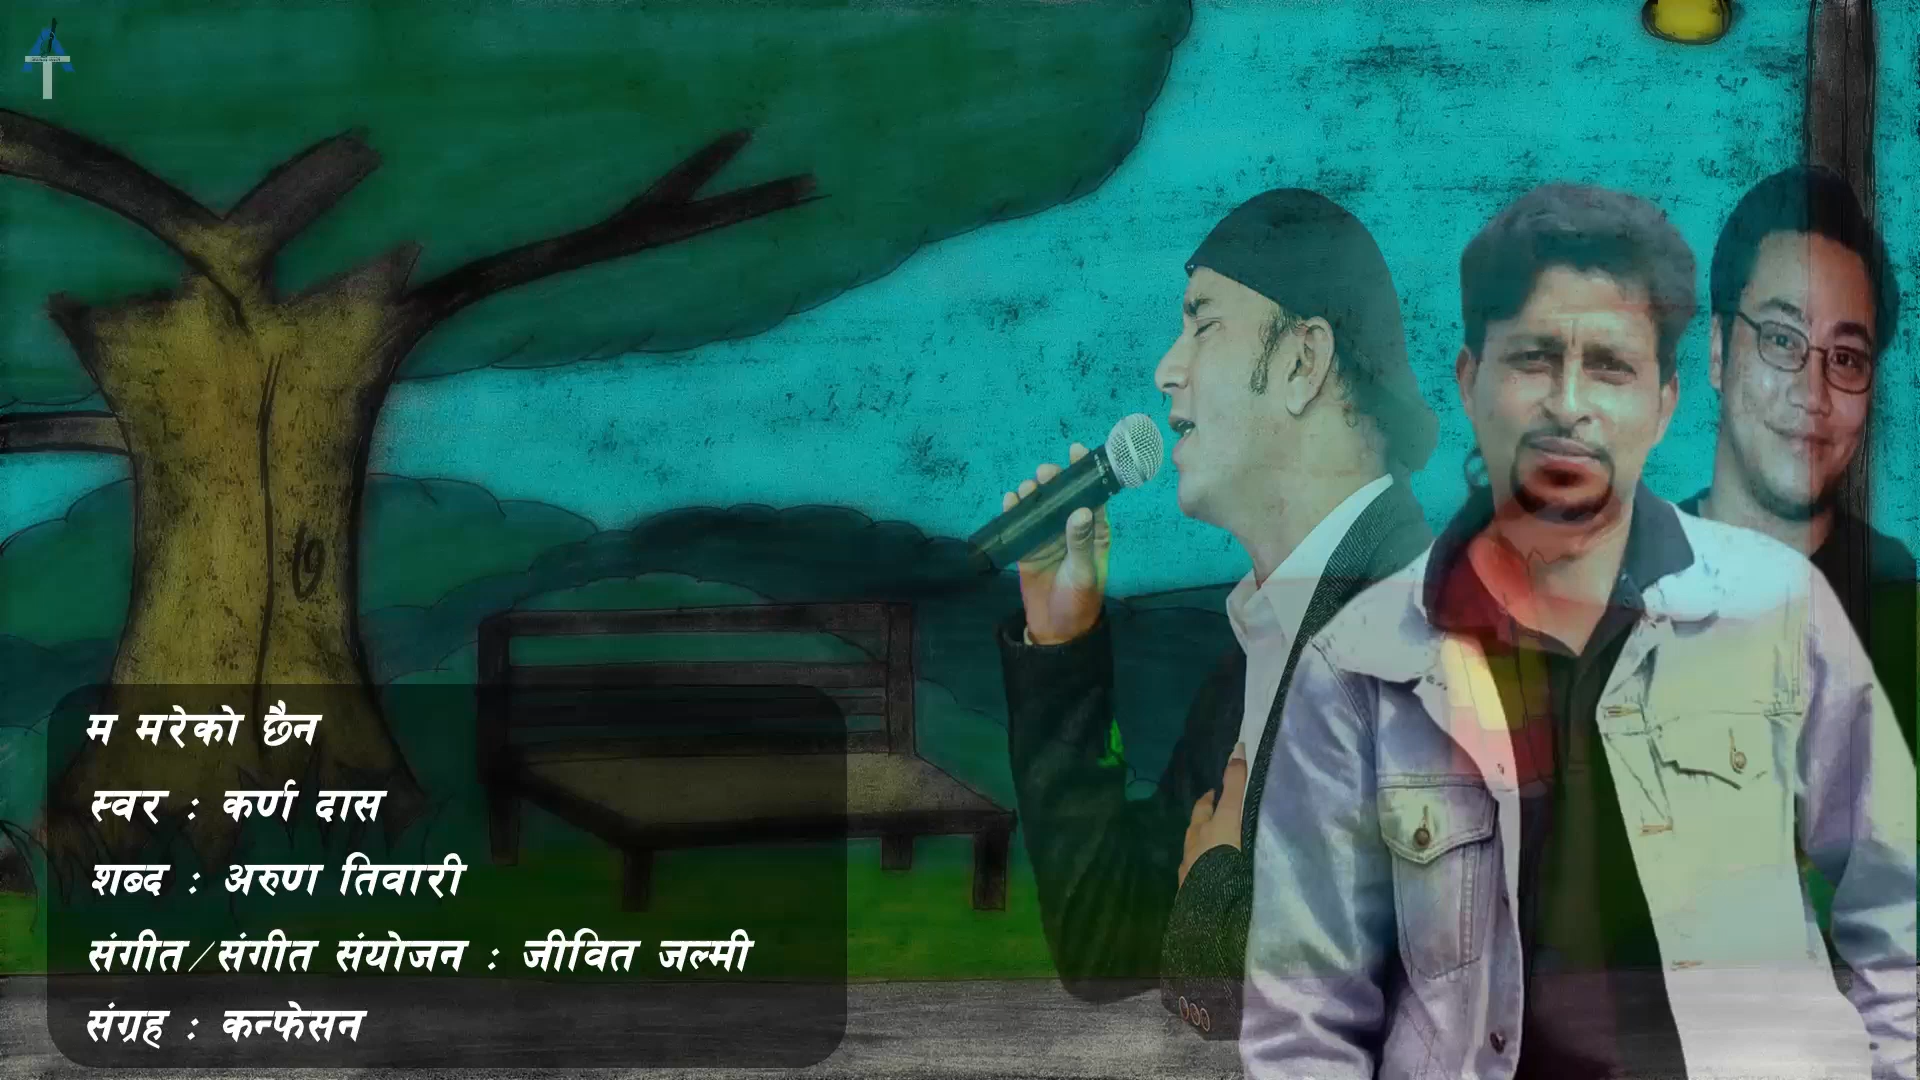 म मरेको छैन
स्वर : कर्ण दास
शब्द : अरुण तिवारी
संगीत/संगीत संयोजन : जीवित जल्मी
संग्रह : कन्फेसन